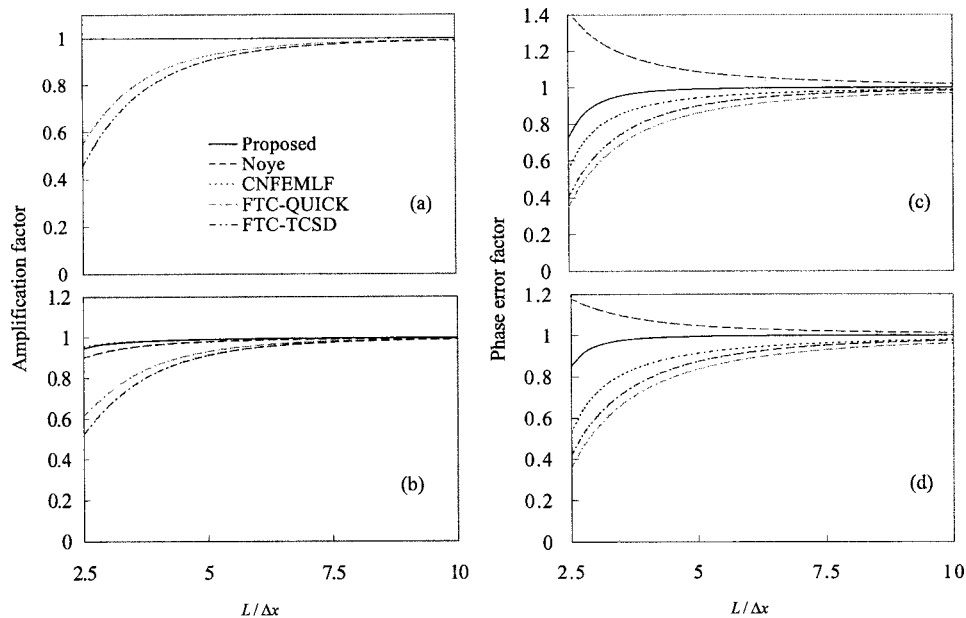 Amplification factor
1
0.8
0.6
0.4
0.2
0
Proposed
Noye
CNFEMLF
FTC-QUICK
FTC-TCSD
(a)
1.2
1
0.8
0.6
0.4
0.2
0
(b)
2.5 5 7.5 10
L / Δx
Phase error factor
1.4
1.2
1
0.8
0.6
0.4
0.2
0
(c)
1.2
1
0.8
0.6
0.4
0.2
0
(d)
2.5 5 7.5 10
L / Δx